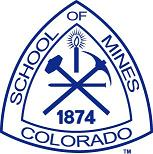 SCHOOL OF MINES
1874
COLORADO
TM